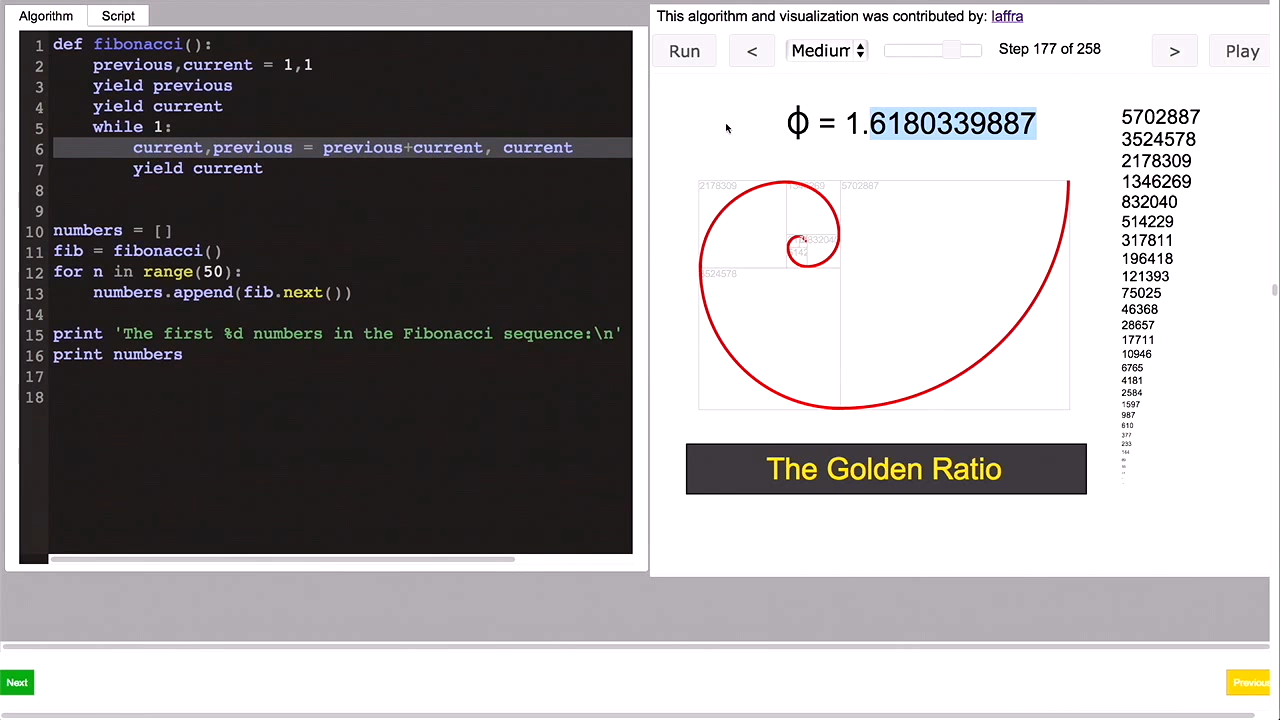 Algorithm Script
1 def fibonacci():
2 previous,current = 1,1
3 yield previous
4 yield current
5 while 1:
6 current,previous = previous+current, current
7 yield current
8
9
10 numbers = []
11 fib = fibonacci()
12 for n in range(50):
13 numbers.append(fib.next())
14
15 print 'The first %d numbers in the Fibonacci sequence:\n'
16 print numbers
17
18
This algorithm and visualization was contributed by: laffra
Run < Medium Step 177 of 258 > Play
ϕ = 1.6180339887
2178309
5702887
3524578
The Golden Ratio
5702887
3524578
2178309
1346269
832040
514229
317811
196418
121393
75025
46368
28657
17711
10946
6765
4181
2584
1597
987
610
377
233
144
Next
Previous